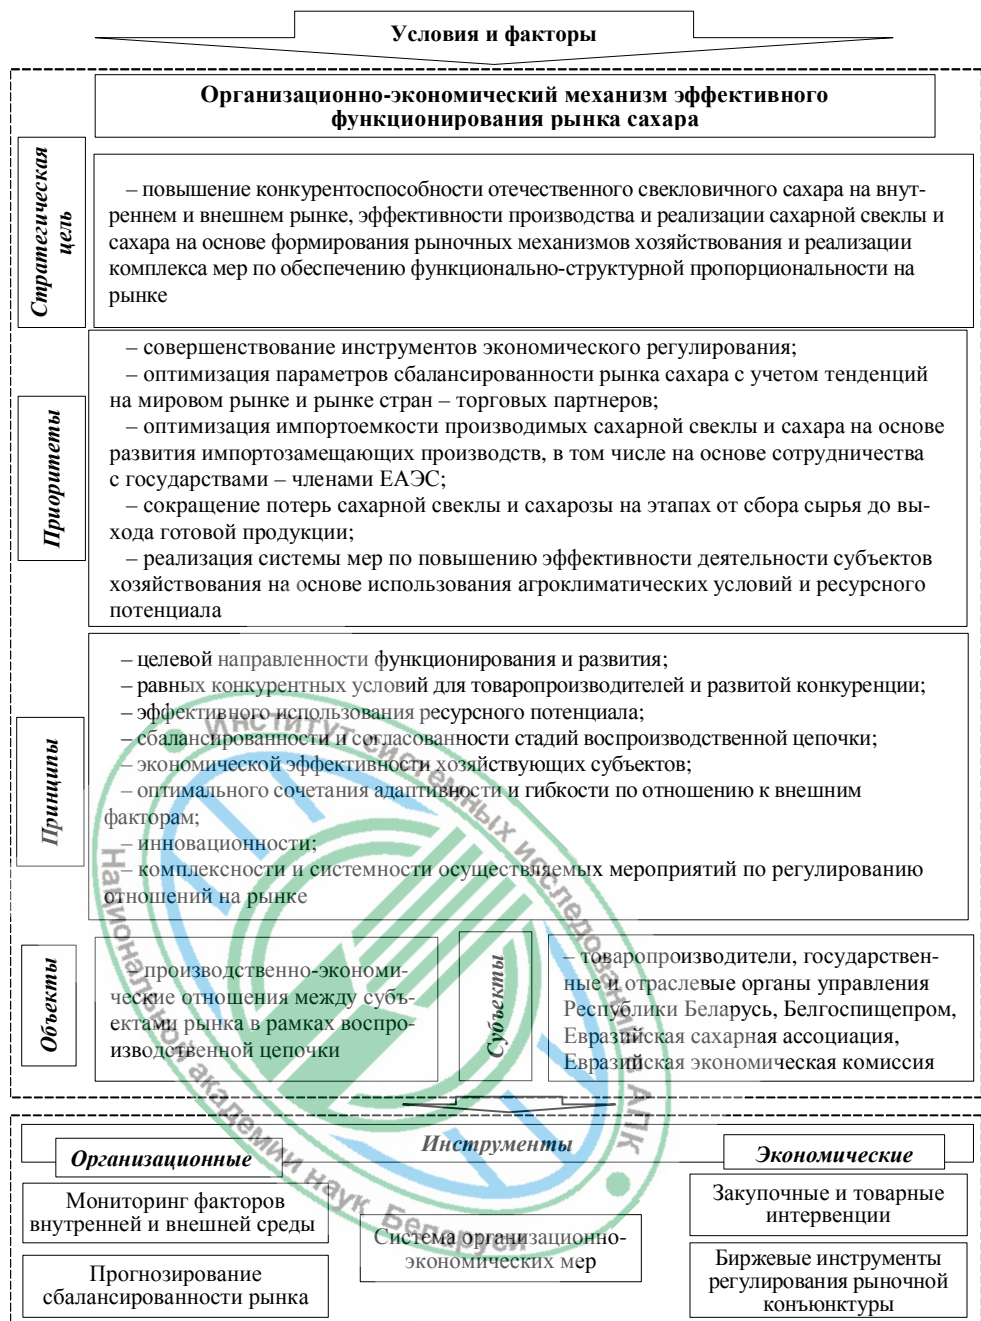 Условия и факторы
Организационно-экономический механизм эффективного
функционирования рынка сахара
Стратегическая
цель
– повышение конкурентоспособности отечественного свекловичного сахара на внут-
реннем и внешнем рынке, эффективности производства и реализации сахарной свеклы и
сахара на основе формирования рыночных механизмов хозяйствования и реализации
комплекса мер по обеспечению функционально-структурной пропорциональности на
рынке
Приоритеты
– совершенствование инструментов экономического регулирования;
– оптимизация параметров сбалансированности рынка сахара с учетом тенденций
на мировом рынке и рынке стран – торговых партнеров;
– оптимизация импортоемкости производимых сахарной свеклы и сахара на основе
развития импортозамещающих производств, в том числе на основе сотрудничества
с государствами – членами ЕАЭС;
– сокращение потерь сахарной свеклы и сахарозы на этапах от сбора сырья до вы-
хода готовой продукции;
– реализация системы мер по повышению эффективности деятельности субъектов
хозяйствования на основе использования агроклиматических условий и ресурсного
потенциала
Принципы
– целевой направленности функционирования и развития;
– равных конкурентных условий для товаропроизводителей и развитой конкуренции;
– эффективного использования ресурсного потенциала;
– сбалансированности и согласованности стадий воспроизводственной цепочки;
– экономической эффективности хозяйствующих субъектов;
– оптимального сочетания адаптивности и гибкости по отношению к внешним
факторам;
– инновационности;
– комплексности и системности осуществляемых мероприятий по регулированию
отношений на рынке
Объекты
– производственно-экономи-
ческие отношения между субъ-
ектами рынка в рамках воспро-
изводственной цепочки
Субъекты
– товаропроизводители, государствен-
ные и отраслевые органы управления
Республики Беларусь, Белгоспищепром,
Евразийская сахарная ассоциация,
Евразийская экономическая комиссия
Инструменты
Организационные
Экономические
Мониторинг факторов
внутренней и внешней среды
Прогнозирование
сбалансированности рынка
Система организационно-
экономических мер
Закупочные и товарные
интервенции
Биржевые инструменты
регулирования рыночной
конъюнктуры
Институт системных исследований в АПК
Национальной академии наук Беларуси